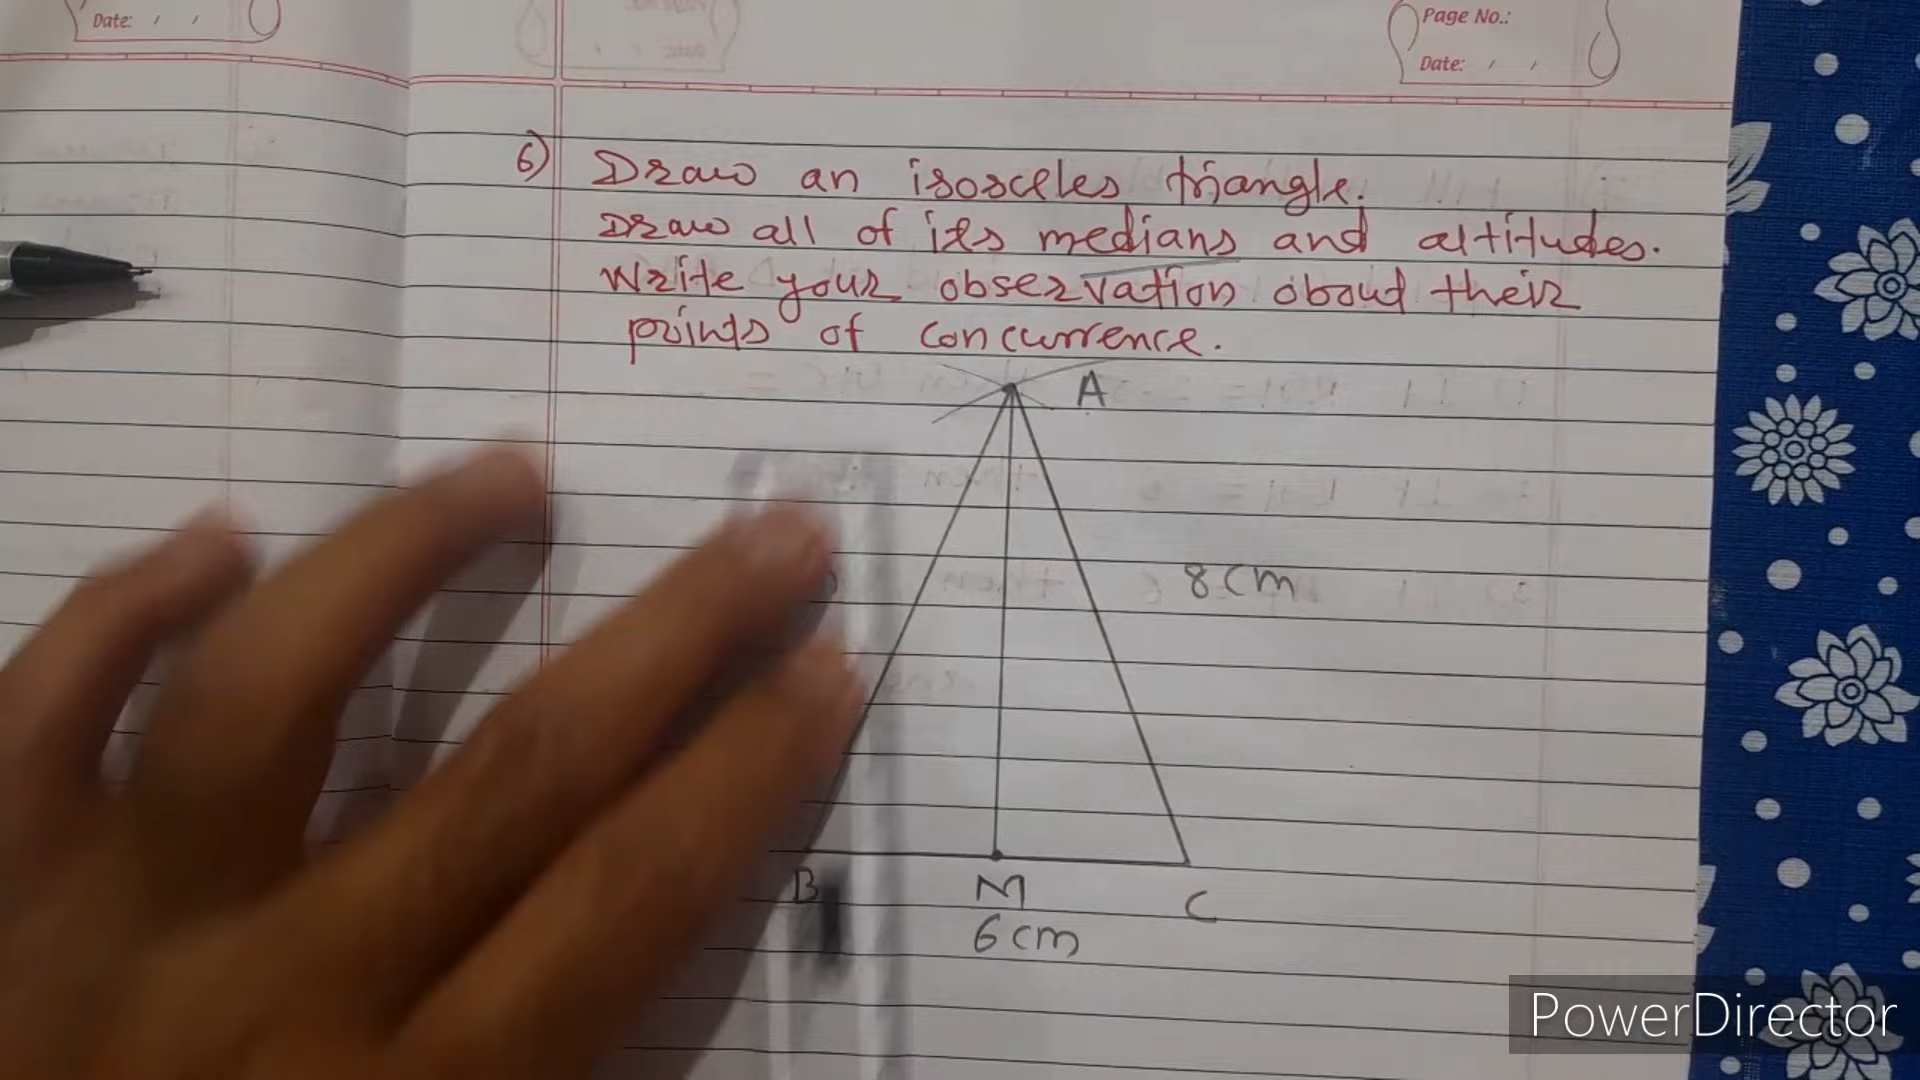 Date: / /
Page No.:
Date: / /
6) Draw an isosceles triangle.
Draw all of its medians and altitudes.
Write your observation about their
points of concurrence.
A
8 cm
B M C
6 cm
PowerDirector